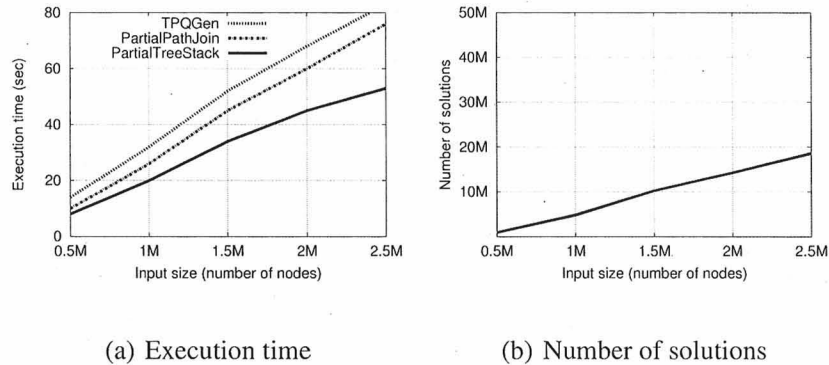 80
60
40
20
0
Execution time (sec)
TPQGen
PartialPathJoin
PartialTreeStack
0.5M 1M 1.5M 2M 2.5M
Input size (number of nodes)
(a) Execution time
50M
40M
30M
20M
10M
Number of solutions
0.5M 1M 1.5M 2M 2.5M
Input size (number of nodes)
(b) Number of solutions